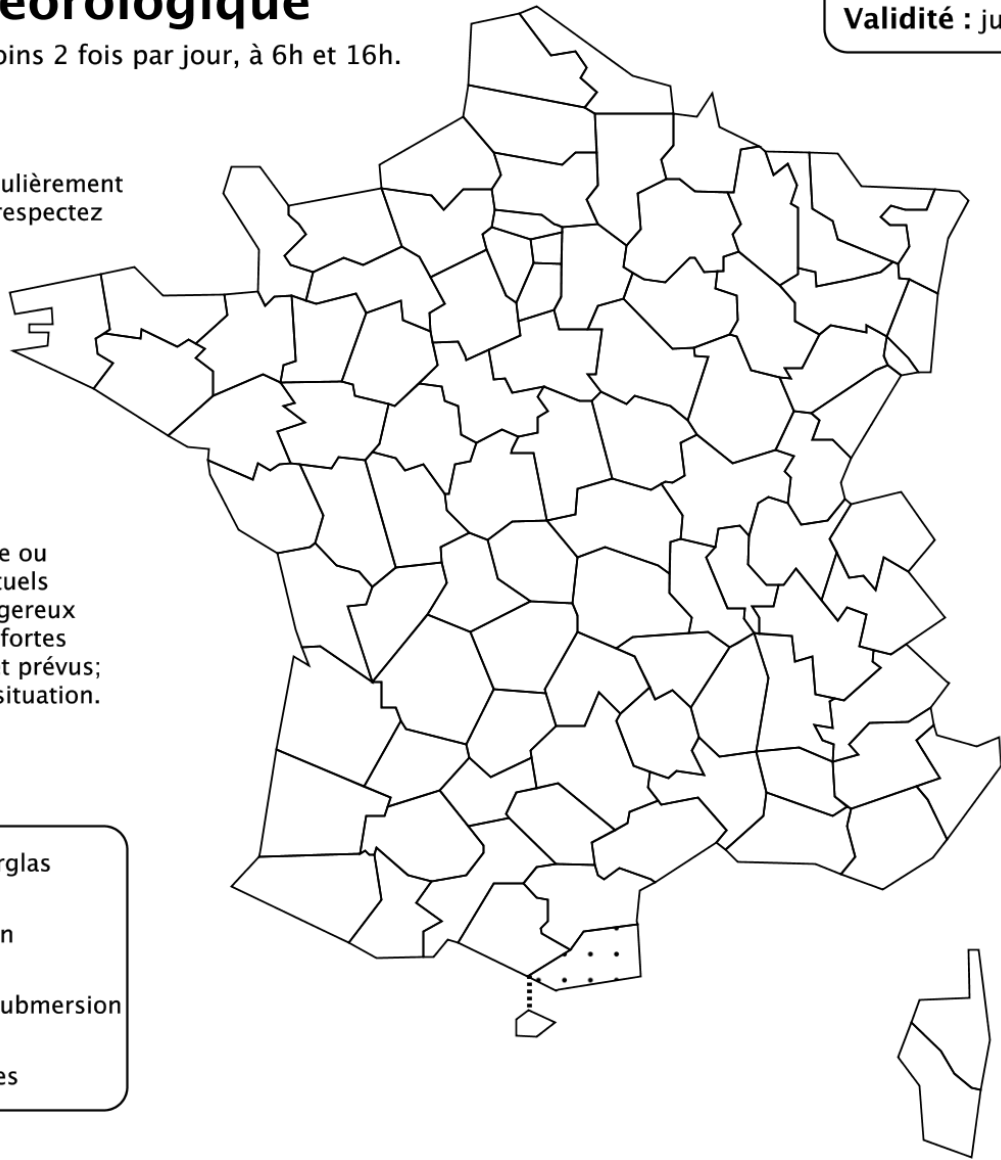 éorologique
oins 2 fois par jour, à 6h et 16h.
Validité : ju
ulièrement
respectez
e ou
tuels
gereux
fortes
t prévus;
situation.
rglas
n
ubmersion
es